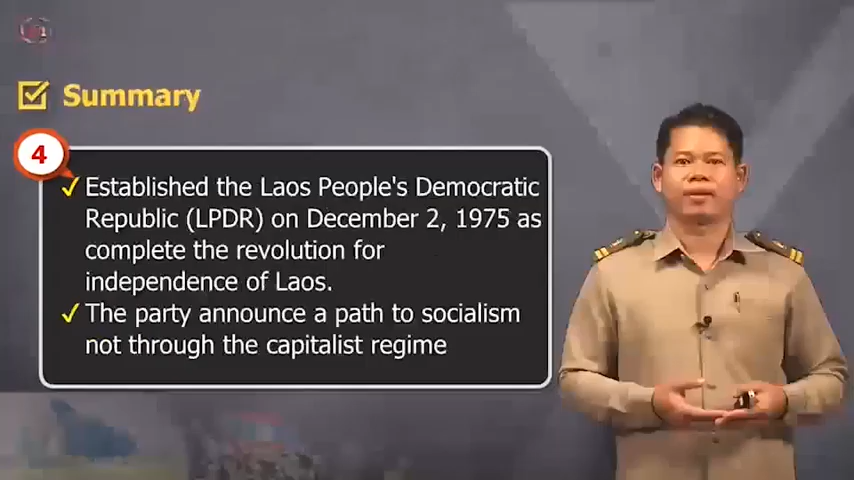 Summary
4
Established the Laos People's Democratic
Republic (LPDR) on December 2, 1975 as
complete the revolution for
independence of Laos.
The party announce a path to socialism
not through the capitalist regime